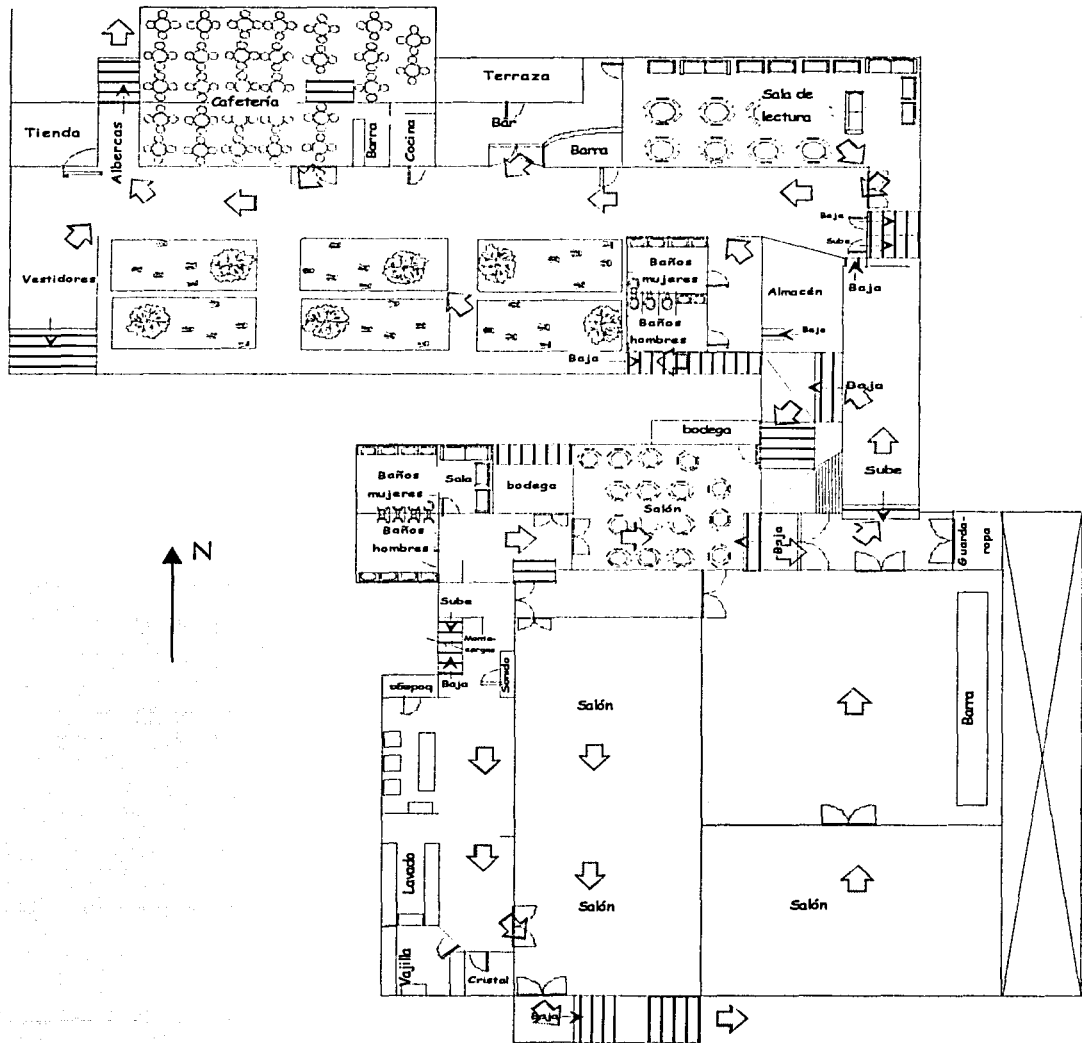 Terraza
Cafetería
Sala de
lectura
Tienda
Albercas
Barra
Cocina
Bar
Barra
Baja
Sube
Vestidores
Baños
mujeres
Almacén
Baja
Baños
hombres
Baja
Baja
Baja
bodega
Sube
Baños
mujeres
Sala
bodega
Salón
Baños
hombres
Baja
Guarda-
ropa
N
Sube
Monta-
cargas
Sonido
bodega
Baja
Salón
Barra
Lavado
Salón
Salón
Vajilla
Cristal
Baja